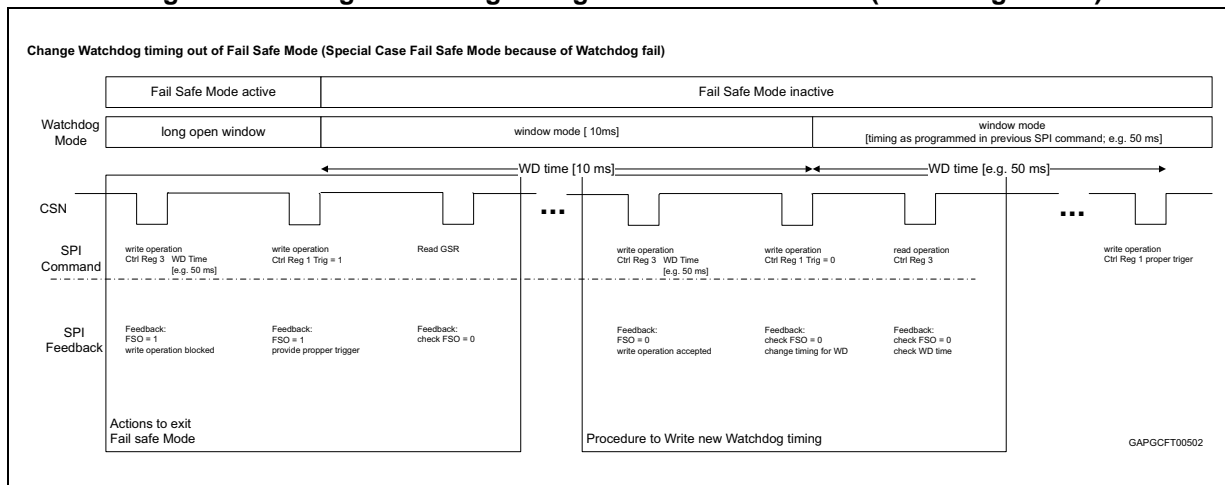 Change Watchdog timing out of Fail Safe Mode (Special Case Fail Safe Mode because of Watchdog fail)
Fail Safe Mode active
Fail Safe Mode inactive
Watchdog
Mode
long open window
window mode [ 10ms]
window mode
[timing as programmed in previous SPI command; e.g. 50 ms]
WD time [10 ms]
WD time [e.g. 50 ms]
CSN
...
...
SPI
Command
write operation
Ctrl Reg 3 WD Time
[e.g. 50 ms]
write operation
Ctrl Reg 1 Trig = 1
Read GSR
write operation
Ctrl Reg 3 WD Time
[e.g. 50 ms]
write operation
Ctrl Reg 1 Trig = 0
read operation
Ctrl Reg 3
write operation
Ctrl Reg 1 proper triger
SPI
Feedback
Feedback:
FSO = 1
write operation blocked
Feedback:
FSO = 1
provide propper trigger
Feedback:
check FSO = 0
Feedback:
FSO = 0
write operation accepted
Feedback:
check FSO = 0
change timing for WD
Feedback:
check FSO = 0
check WD time
Actions to exit
Fail safe Mode
Procedure to Write new Watchdog timing
GAPGCFT00502